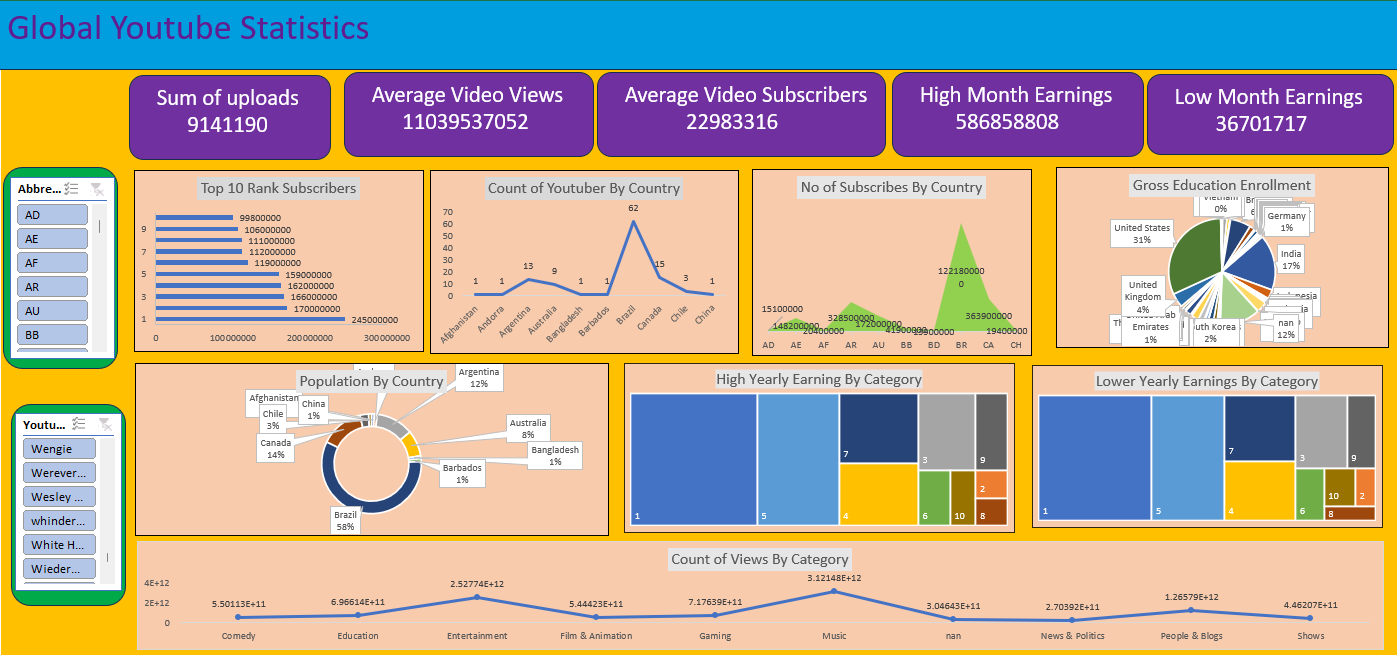 Global Youtube Statistics
Sum of uploads
9141190
Average Video Views
11039537052
Average Video Subscribers
22983316
High Month Earnings
586858808
Low Month Earnings
36701717
Abbre...
AD
AE
AF
AR
AU
BB
Youtu...
Wengie
Werever...
Wesley ...
whinder...
White H...
Wieder...
Top 10 Rank Subscribers
99800000
9
106000000
111000000
7
112000000
119000000
5
159000000
162000000
3
166000000
170000000
1
245000000
0
100000000
200000000
300000000
Count of Youtuber By Country
70
60
50
40
30
20
10
0
1
1
13
9
1
1
62
15
3
1
Afghanistan
Andorra
Argentina
Australia
Bangladesh
Barbados
Brazil
Canada
Chile
China
No of Subscribes By Country
15100000
148200000
20400000
328500000
172000000
41900000
122180000
0
363900000
19400000
AD
AE
AF
AR
AU
BB
BD
BR
CA
CH
Gross Education Enrollment
Vietnam
0%
Germany
1%
United States
31%
India
17%
United
Kingdom
4%
Emirates
1%
2%
nan
12%
Population By Country
Argentina
12%
Afghanistan
China
1%
Chile
3%
Canada
14%
Australia
8%
Bangladesh
1%
Barbados
1%
Brazil
58%
High Yearly Earning By Category
1
5
7
4
3
9
6
10
2
8
Lower Yearly Earnings By Category
1
5
7
4
3
9
6
10
2
8
Count of Views By Category
4E+12
2E+12
0
5.50113E+11
6.96614E+11
2.52774E+12
5.44423E+11
7.17639E+11
3.12148E+12
3.04643E+11
2.70392E+11
1.26579E+12
4.46207E+11
Comedy
Education
Entertainment
Film & Animation
Gaming
Music
nan
News & Politics
People & Blogs
Shows